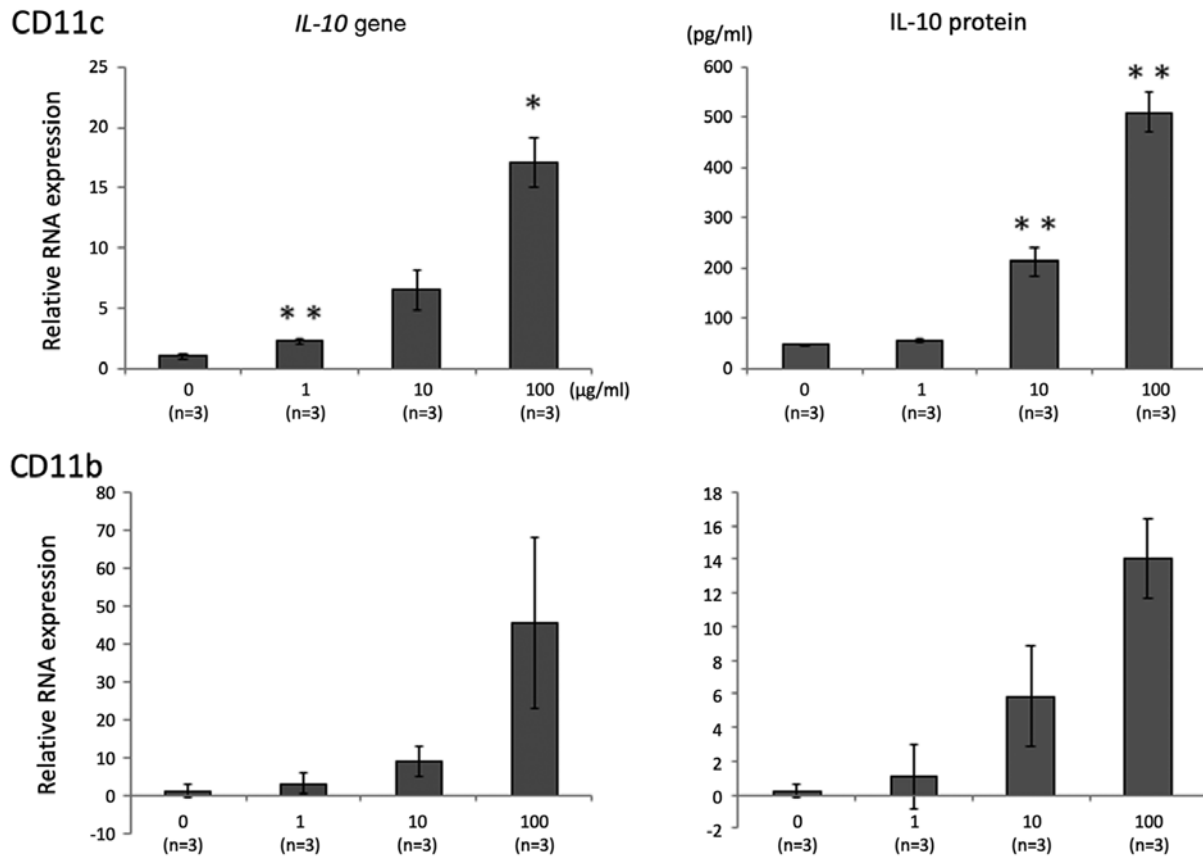 CD11c
IL-10 gene
Relative RNA expression
25
20
15
10
5
0
* *
*
0 1 10 100 (μg/ml)
(n=3) (n=3) (n=3) (n=3)
IL-10 protein
(pg/ml)
600
500
400
300
200
100
0
* *
* *
0 1 10 100
(n=3) (n=3) (n=3) (n=3)
CD11b
Relative RNA expression
80
70
60
50
40
30
20
10
0
-10
0 1 10 100
(n=3) (n=3) (n=3) (n=3)
18
16
14
12
10
8
6
4
2
0
-2
0 1 10 100
(n=3) (n=3) (n=3) (n=3)